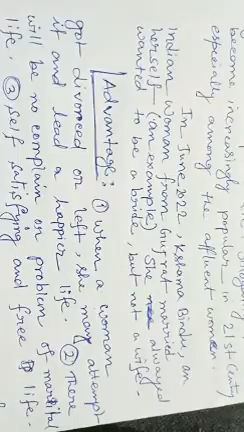 become increasingly popular in 21st century
especially among the affluent women.
In June 2022, Kshama Bindu, an
Indian woman from Gujrat married
herself (an example). She always
wanted to be a bride, but not a wife.
Advantage: ① When a woman
got divorced or left, she may attempt
it and lead a happier life. ② There
will be no complain or problem of marital
life. ③ Self satisfying and free life.